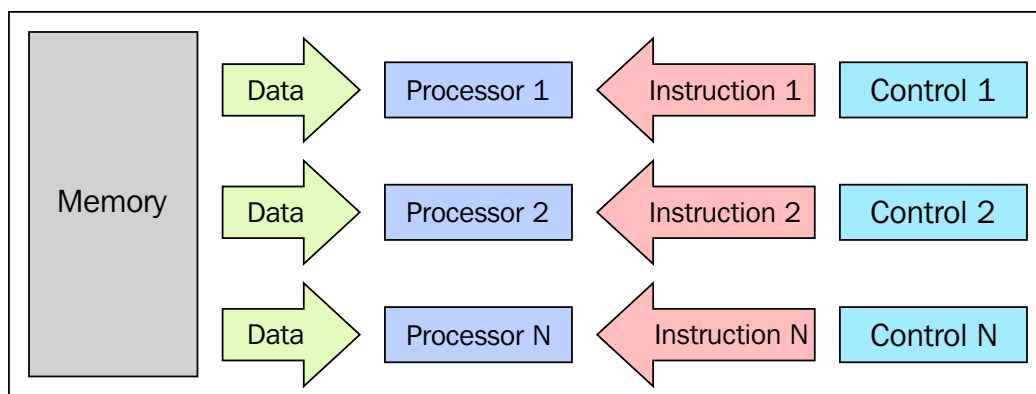 Memory
Data
Processor 1
Instruction 1
Control 1
Data
Processor 2
Instruction 2
Control 2
Data
Processor N
Instruction N
Control N